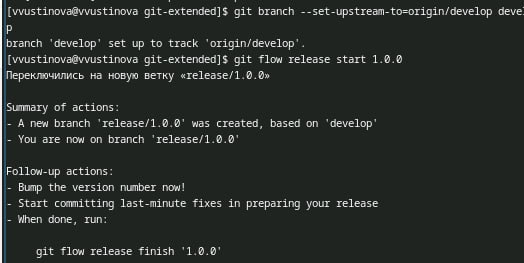 [vvustinova@vvustinova git-extended]$ git branch --set-upstream-to=origin/develop devel
p
branch 'develop' set up to track 'origin/develop'.
[vvustinova@vvustinova git-extended]$ git flow release start 1.0.0
Переключились на новую ветку «release/1.0.0»
Summary of actions:
- A new branch 'release/1.0.0' was created, based on 'develop'
- You are now on branch 'release/1.0.0'
Follow-up actions:
- Bump the version number now!
- Start committing last-minute fixes in preparing your release
- When done, run:
git flow release finish '1.0.0'